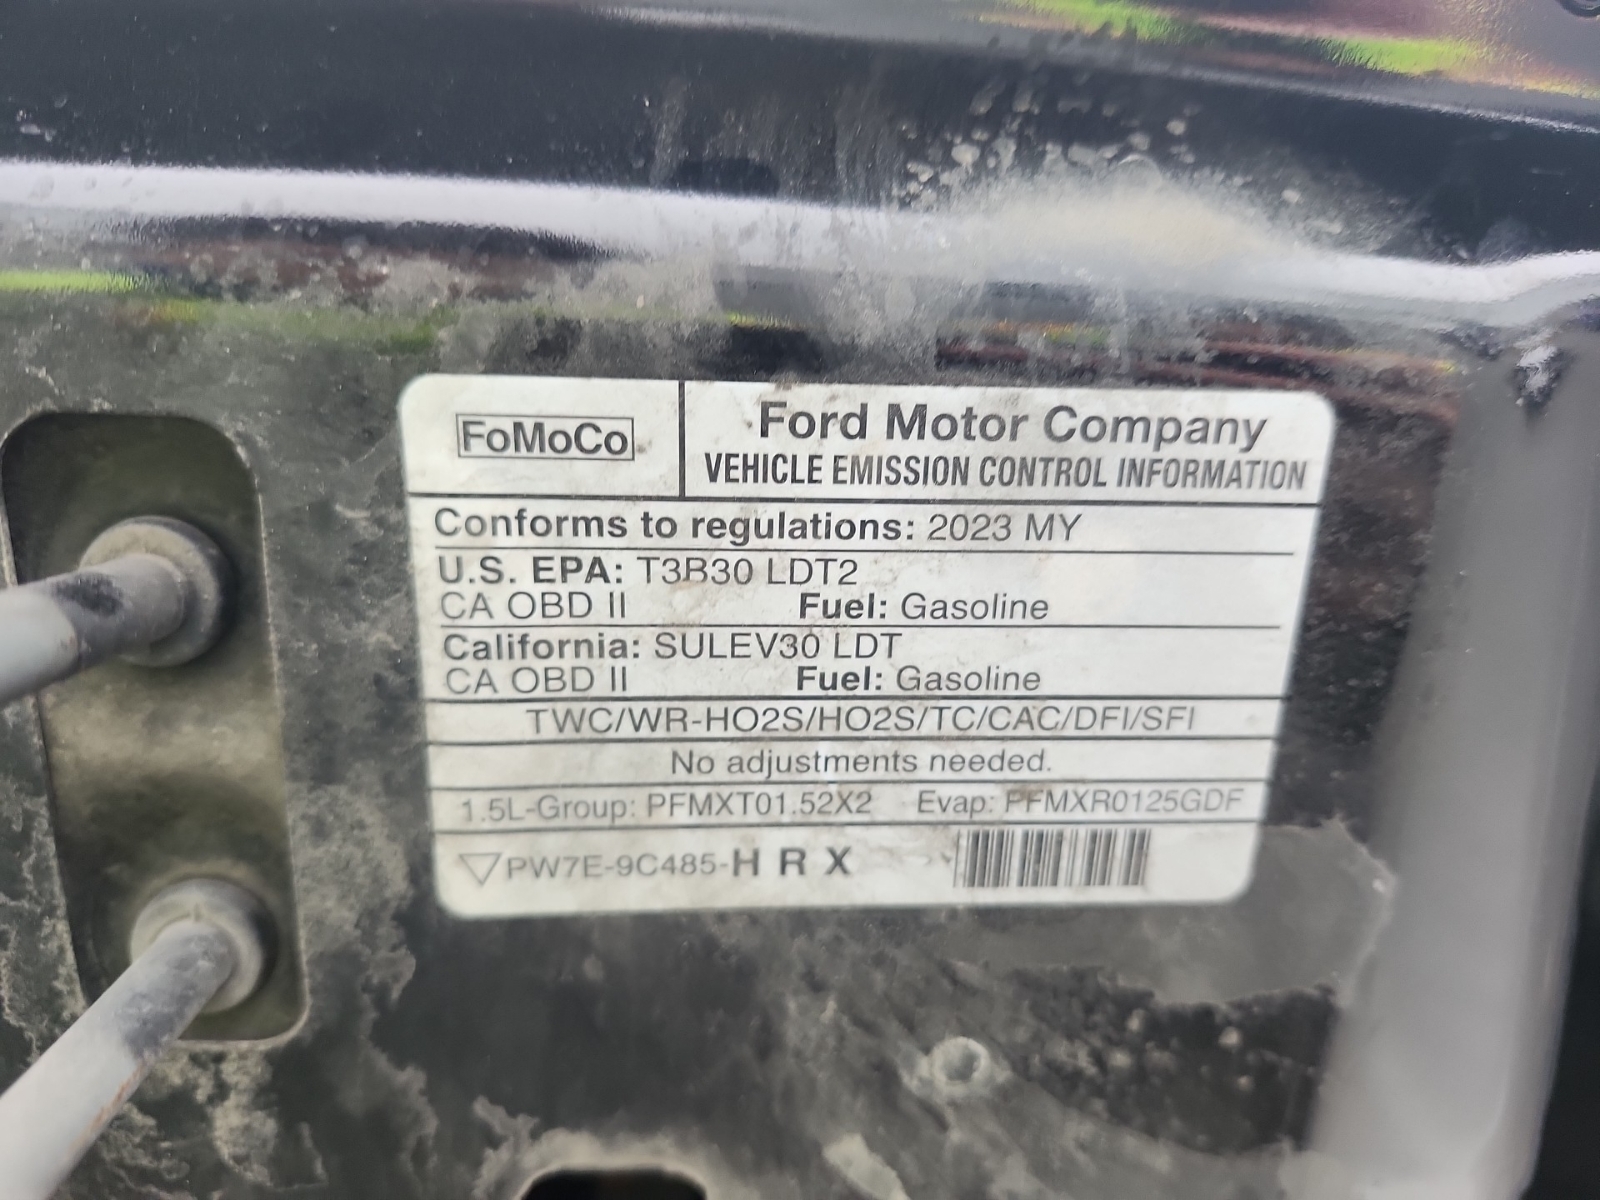 FoMoCo
Ford Motor Company
VEHICLE EMISSION CONTROL INFORMATION
Conforms to regulations: 2023 MY
U.S. EPA: T3B30 LDT2
CA OBD II Fuel: Gasoline
California: SULEV30 LDT
CA OBD II Fuel: Gasoline
TWC/WR-HO2S/HO2S/TC/CAC/DFI/SFI
No adjustments needed.
1.5L-Group: PFMXT01.52X2 Evap: PFMXR0125GDF
PW7E-9C485-H R X